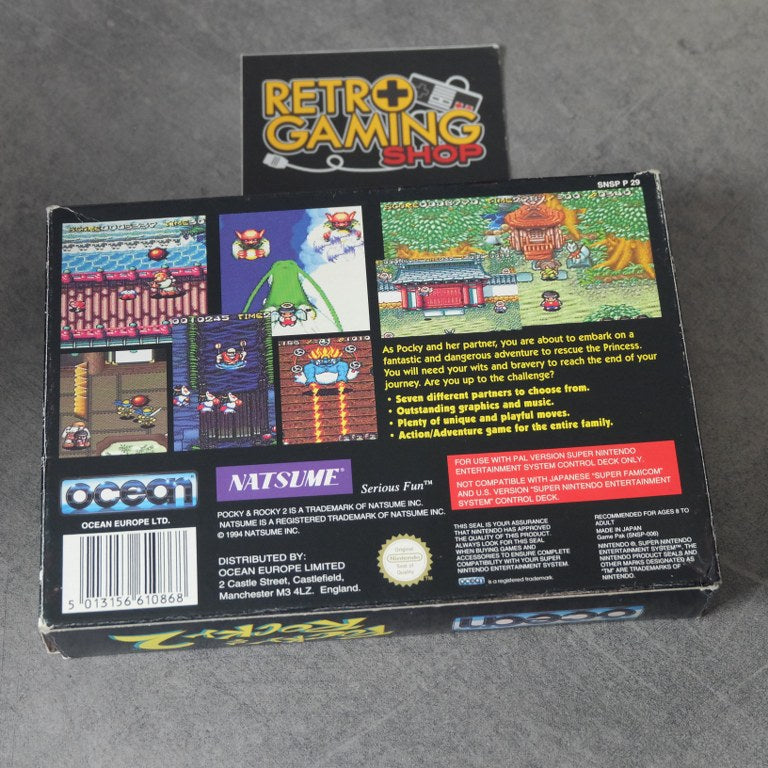 RETRO
GAMING
SHOP
SNSP P 29
As Pocky and her partner, you are about to embark on a
fantastic and dangerous adventure to rescue the Princess.
You will need your wits and bravery to reach the end of your
journey. Are you up to the challenge?
• Seven different partners to choose from.
• Outstanding graphics and music.
• Plenty of unique and playful moves.
• Action/Adventure game for the entire family.
ocean
OCEAN EUROPE LTD.
5 013156 610868
NATSUME®
Serious Fun™
POCKY & ROCKY 2 IS A TRADEMARK OF NATSUME INC.
NATSUME IS A REGISTERED TRADEMARK OF NATSUME INC.
© 1994 NATSUME INC.
DISTRIBUTED BY:
OCEAN EUROPE LIMITED
2 Castle Street, Castlefield,
Manchester M3 4LZ. England.
FOR USE WITH PAL VERSION SUPER NINTENDO
ENTERTAINMENT SYSTEM CONTROL DECK ONLY.
NOT COMPATIBLE WITH JAPANESE "SUPER FAMICOM"
AND U.S. VERSION "SUPER NINTENDO ENTERTAINMENT
SYSTEM" CONTROL DECK.
Original
Nintendo
Seal of
Quality
THIS SEAL IS YOUR ASSURANCE
THAT NINTENDO HAS APPROVED
THE QUALITY OF THIS PRODUCT.
ALWAYS LOOK FOR THIS SEAL
WHEN BUYING GAMES AND
ACCESSORIES TO ENSURE COMPLETE
COMPATIBILITY WITH YOUR SUPER
NINTENDO ENTERTAINMENT SYSTEM.
ocean is a registered trademark.
RECOMMENDED FOR AGES 8 TO
ADULT
MADE IN JAPAN
Game Pak (SNSP-006)
NINTENDO ®, SUPER NINTENDO
ENTERTAINMENT SYSTEM™, THE
NINTENDO PRODUCT SEALS AND
OTHER MARKS DESIGNATED AS
"TM" ARE TRADEMARKS OF
NINTENDO.
Pocky & Rocky 2
ocean